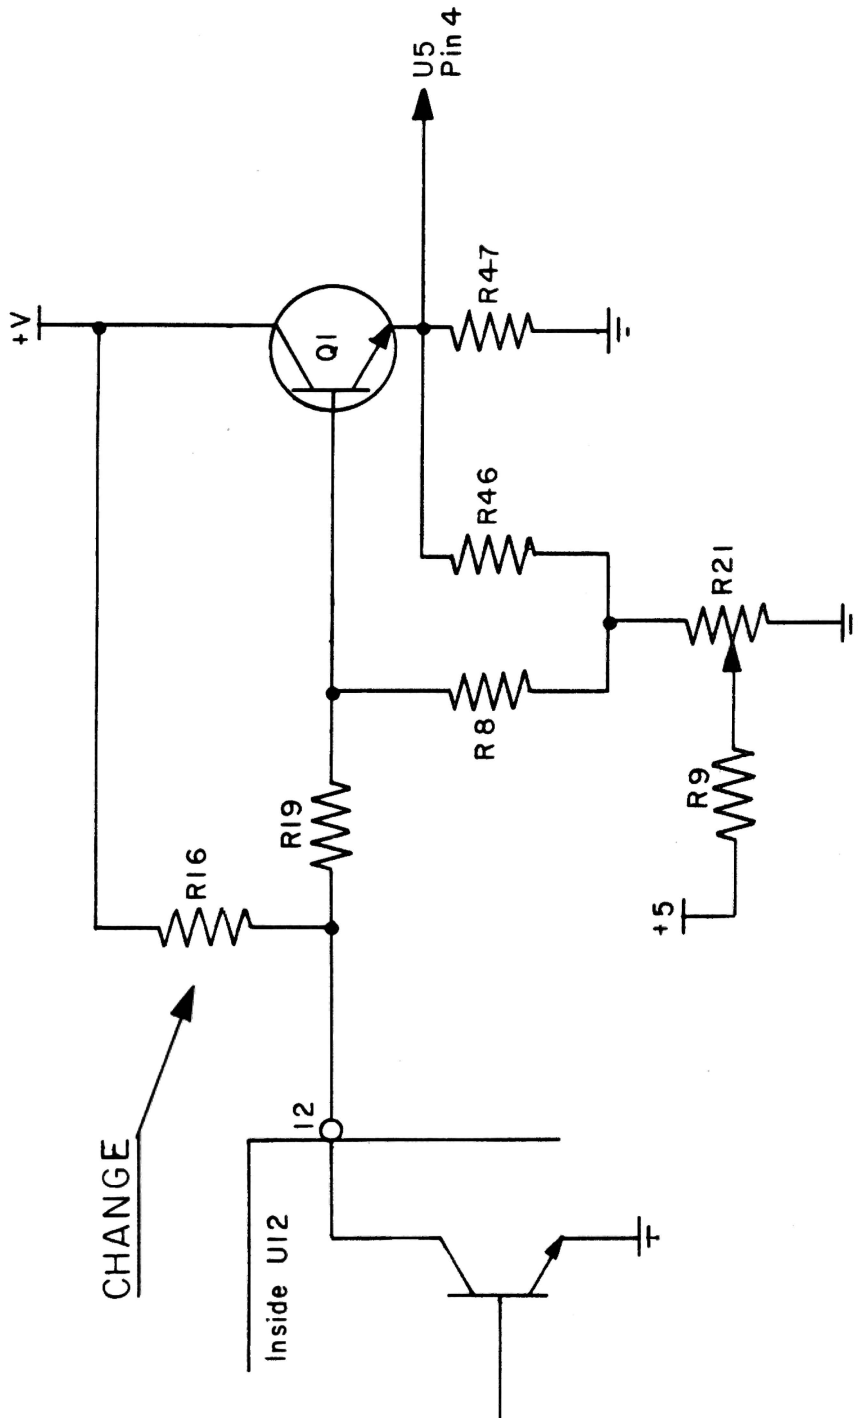 +V
U5
Pin 4
Q1
R47
R46
R21
R16
R19
R8
R9
+5
CHANGE
12
Inside U12